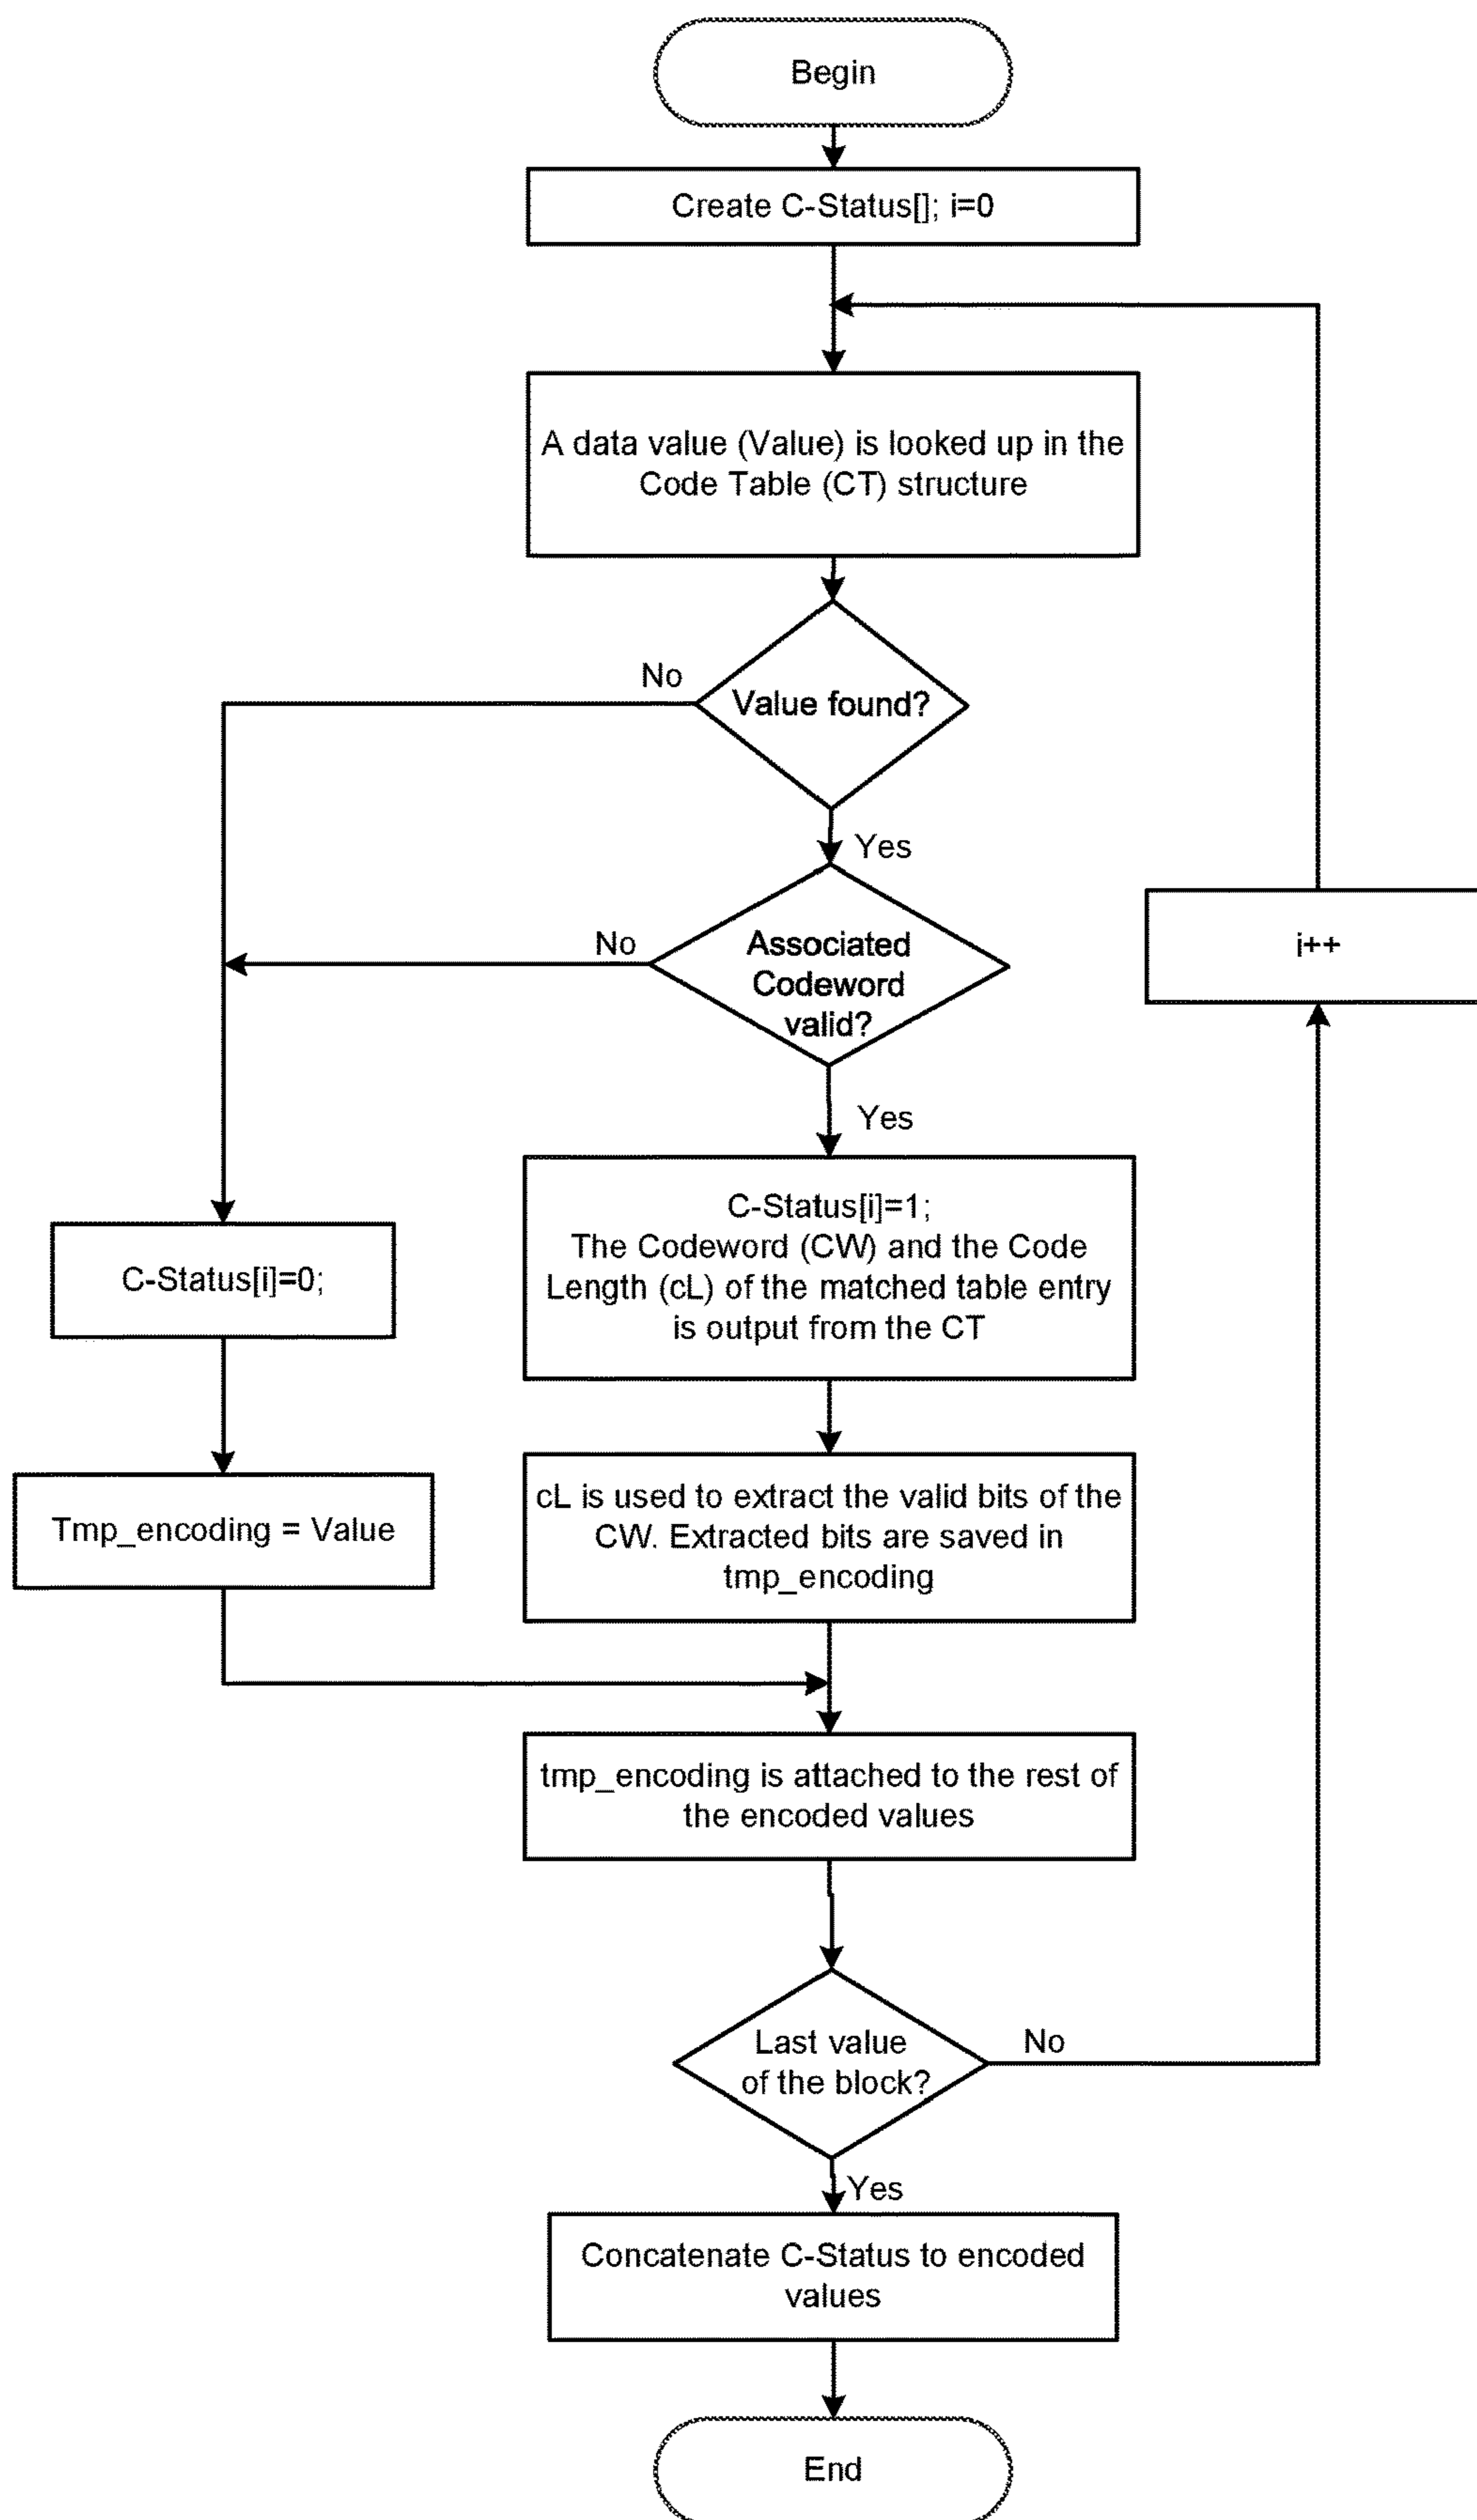 Begin
Create C-Status[]; i=0
A data value (Value) is looked up in the
Code Table (CT) structure
No
Value found?
Yes
No
Associated
Codeword
valid?
i++
Yes
C-Status[i]=1;
The Codeword (CW) and the Code
Length (cL) of the matched table entry
is output from the CT
C-Status[i]=0;
cL is used to extract the valid bits of the
CW. Extracted bits are saved in
tmp_encoding
Tmp_encoding = Value
tmp_encoding is attached to the rest of
the encoded values
Last value
of the block?
No
Yes
Concatenate C-Status to encoded
values
End